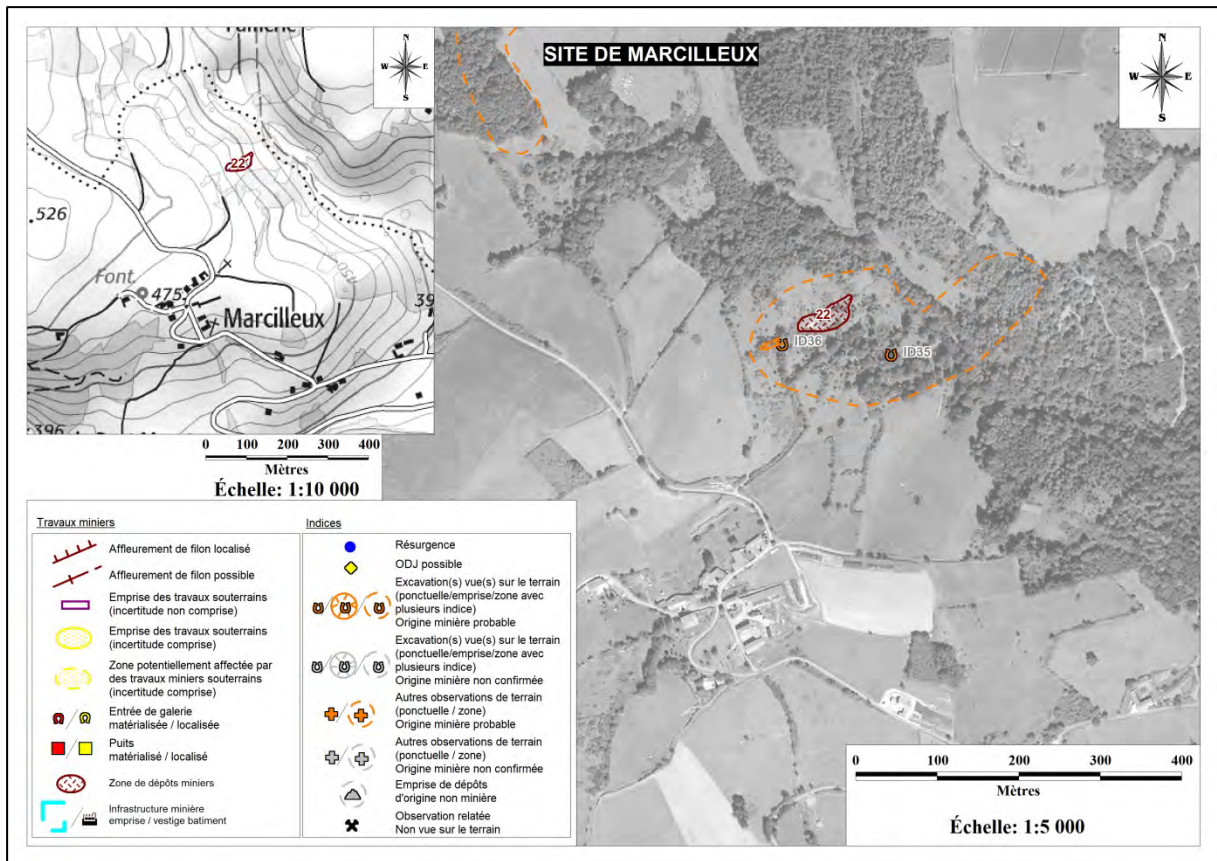 SITE DE MARCILLEUX
N
W E
S
N
W E
S
22
526
Font.
475
450
Marcilleux
396
0 100 200 300 400
Mètres
Échelle: 1:10 000
22
ID36
ID35
Travaux miniers
Affleurement de filon localisé
Affleurement de filon possible
Emprise des travaux souterrains
(incertitude non comprise)
Emprise des travaux souterrains
(incertitude comprise)
Zone potentiellement affectée par
des travaux miniers souterrains
(incertitude comprise)
Entrée de galerie
matérialisée / localisée
Puits
matérialisé / localisé
Zone de dépôts miniers
Infrastructure minière
emprise / vestige batiment
Indices
Résurgence
ODJ possible
Excavation(s) vue(s) sur le terrain
(ponctuelle/emprise/zone avec
plusieurs indice)
Origine minière probable
Excavation(s) vue(s) sur le terrain
(ponctuelle/emprise/zone avec
plusieurs indice)
Origine minière non confirmée
Autres observations de terrain
(ponctuelle / zone)
Origine minière probable
Autres observations de terrain
(ponctuelle / zone)
Origine minière non confirmée
Emprise de dépôts
d'origine non minière
Observation relatée
Non vue sur le terrain
0 100 200 300 400
Mètres
Échelle: 1:5 000